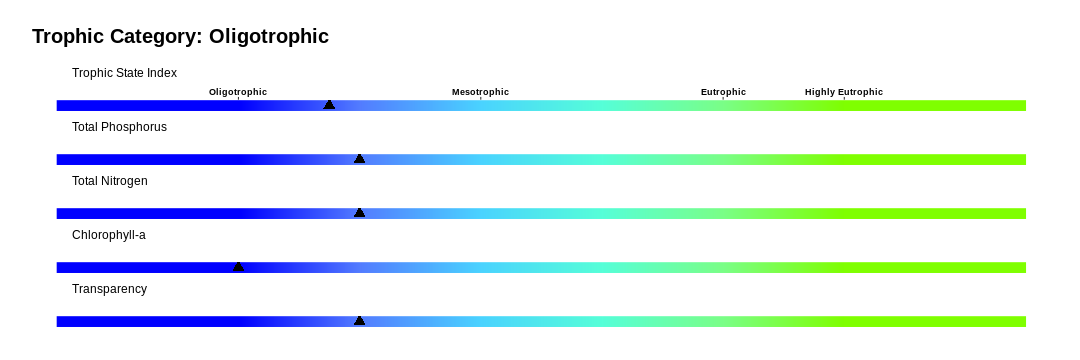 Trophic Category: Oligotrophic
Trophic State Index
Oligotrophic Mesotrophic Eutrophic Highly Eutrophic
Total Phosphorus
Total Nitrogen
Chlorophyll-a
Transparency